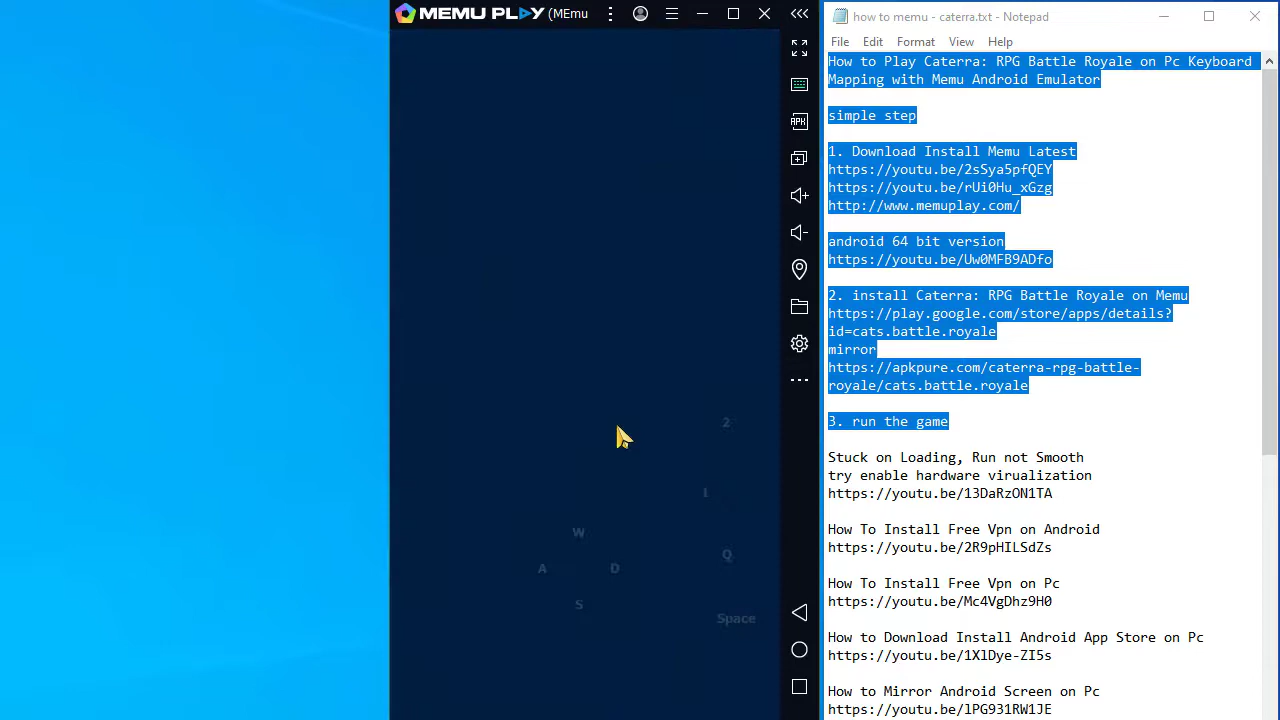 MEMU PLAY (MEmu
APK
2
L
W
Q
A
D
S
Space
how to memu - caterra.txt - Notepad
File Edit Format View Help
How to Play Caterra: RPG Battle Royale on Pc Keyboard
Mapping with Memu Android Emulator
simple step
1. Download Install Memu Latest
https://youtu.be/2sSya5pfQEY
https://youtu.be/rUi0Hu_xGzg
http://www.memuplay.com/
android 64 bit version
https://youtu.be/Uw0MFB9ADfo
2. install Caterra: RPG Battle Royale on Memu
https://play.google.com/store/apps/details?
id=cats.battle.royale
mirror
https://apkpure.com/caterra-rpg-battle-
royale/cats.battle.royale
3. run the game
Stuck on Loading, Run not Smooth
try enable hardware virualization
https://youtu.be/13DaRzON1TA
How To Install Free Vpn on Android
https://youtu.be/2R9pHILSdZs
How To Install Free Vpn on Pc
https://youtu.be/Mc4VgDhz9H0
How to Download Install Android App Store on Pc
https://youtu.be/1XlDye-ZI5s
How to Mirror Android Screen on Pc
https://youtu.be/lPG931RW1JE